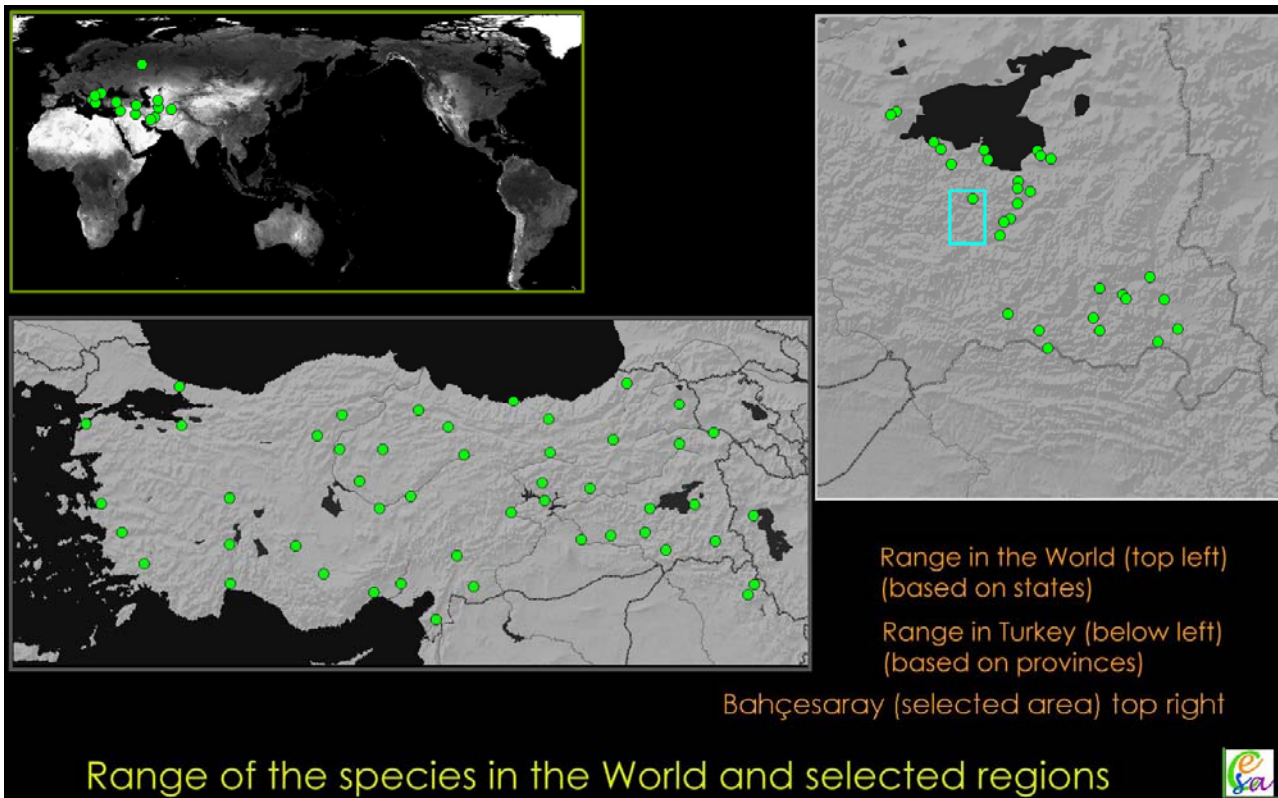 Range in the World (top left)
(based on states)
Range in Turkey (below left)
(based on provinces)
Bahçesaray (selected area) top right
Range of the species in the World and selected regions
esa